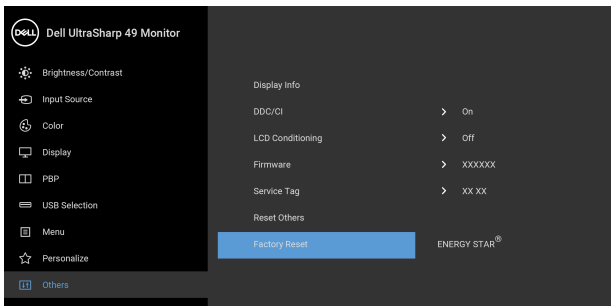 DELL Dell UltraSharp 49 Monitor
Brightness/Contrast
Input Source
Color
Display
PBP
USB Selection
Menu
Personalize
Others
Display Info
DDC/CI > On
LCD Conditioning > Off
Firmware > XXXXXX
Service Tag > XX XX
Reset Others
Factory Reset ENERGY STAR®